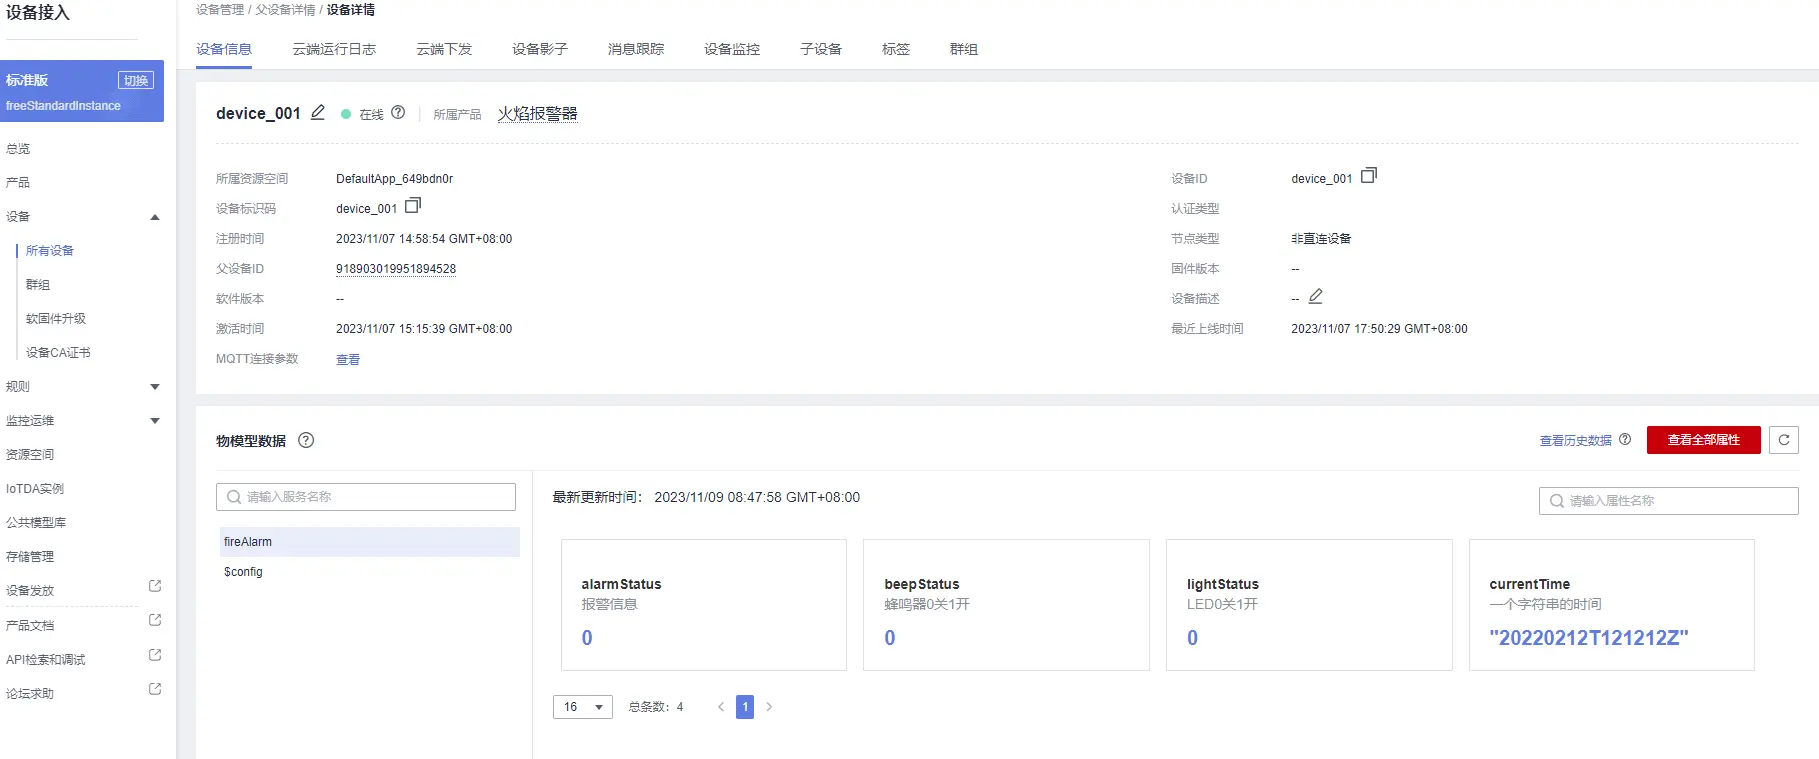 设备接入
标准版 切换
freeStandardInstance
总览
产品
设备
所有设备
群组
软固件升级
设备CA证书
规则
监控运维
资源空间
IoTDA实例
公共模型库
存储管理
设备发放
产品文档
API检索和调试
论坛求助
设备管理 / 父设备详情 / 设备详情
设备信息 云端运行日志 云端下发 设备影子 消息跟踪 设备监控 子设备 标签 群组
device_001 在线 所属产品 火焰报警器
所属资源空间 DefaultApp_649bdn0r 设备ID device_001
设备标识码 device_001 认证类型
注册时间 2023/11/07 14:58:54 GMT+08:00 节点类型 非直连设备
父设备ID 918903019951894528 固件版本 --
软件版本 -- 设备描述 --
激活时间 2023/11/07 15:15:39 GMT+08:00 最近上线时间 2023/11/07 17:50:29 GMT+08:00
MQTT连接参数 查看
物模型数据 查看历史数据 查看全部属性
请输入服务名称
fireAlarm
$config
最新更新时间： 2023/11/09 08:47:58 GMT+08:00 请输入属性名称
alarmStatus
报警信息
0
beepStatus
蜂鸣器0关1开
0
lightStatus
LED0关1开
0
currentTime
一个字符串的时间
"20220212T121212Z"
16 总条数：4 1